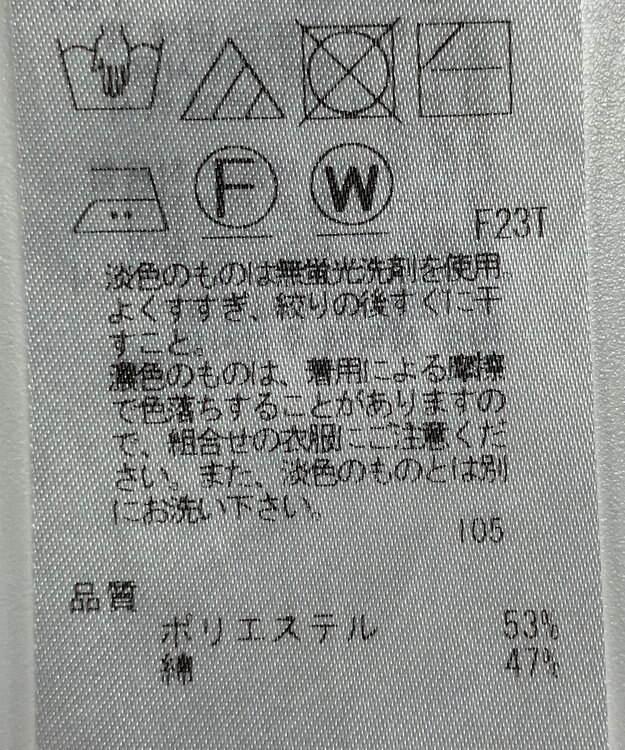 F W
F23T
淡色のものは無蛍光洗剤を使用
よくすすぎ、絞りの後すぐに干
すこと。
濃色のものは、着用による摩擦
で色落ちすることがありますの
で、組合せの衣服にご注意くだ
さい。また、淡色のものとは別
にお洗い下さい。
105
品質
ポリエステル 53%
綿 47%